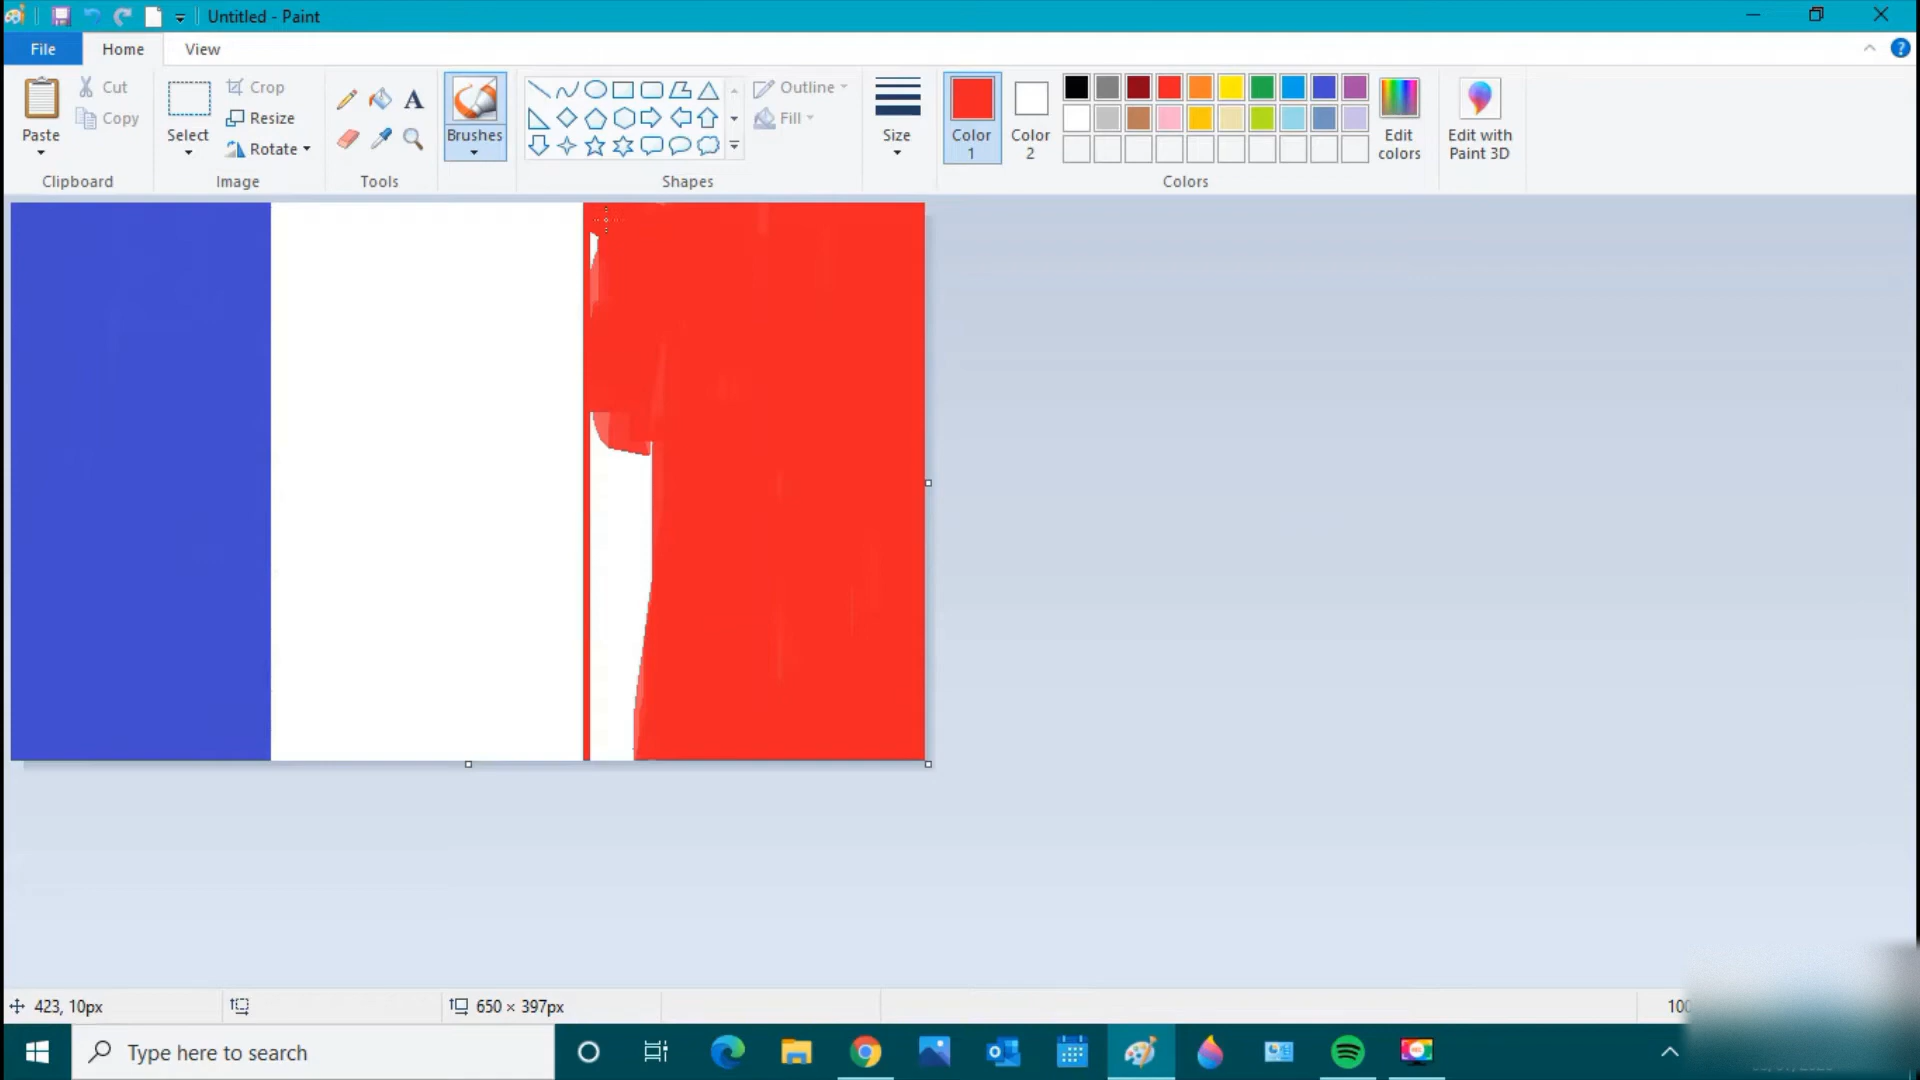 Untitled - Paint
File Home View
Paste
Cut
Copy
Clipboard
Select
Crop
Resize
Rotate
Image
A
Tools
Brushes
Shapes
Outline
Fill
Size
Color
1
Color
2
Edit
colors
Colors
Edit with
Paint 3D
?
423, 10px
650 × 397px
100
Type here to search